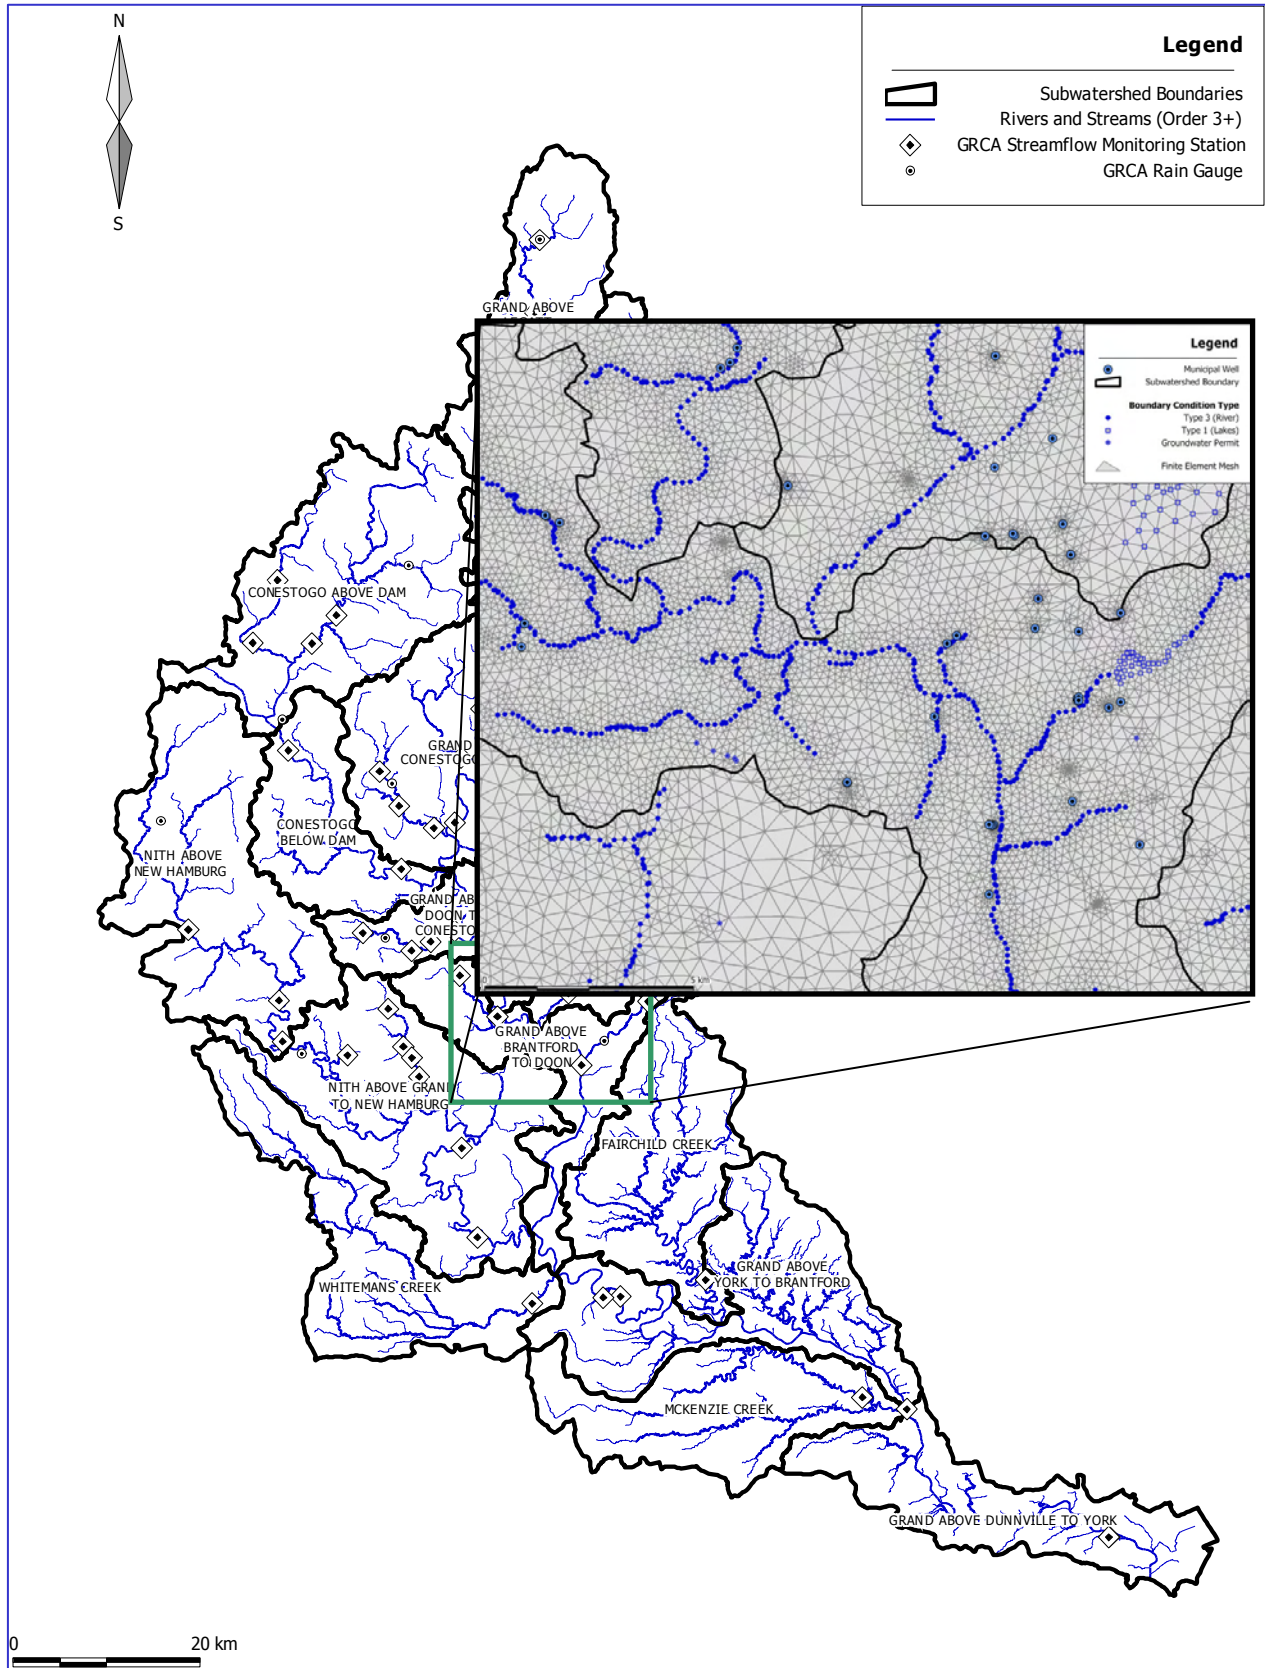 N
S
Legend
Subwatershed Boundaries
Rivers and Streams (Order 3+)
GRCA Streamflow Monitoring Station
GRCA Rain Gauge
GRAND ABOVE
Legend
Municipal Well
Subwatershed Boundary
Boundary Condition Type
Type 3 (River)
Type 1 (Lakes)
Groundwater Permit
Finite Element Mesh
5 km
CONESTOGO ABOVE DAM
GRAND
CONESTOGO
CONESTOGO
BELOW DAM
NITH ABOVE
NEW HAMBURG
GRAND AB
DOON T
CONESTO
GRAND ABOVE
BRANTFORD
TO DOON
NITH ABOVE GRAND
TO NEW HAMBURG
FAIRCHILD CREEK
WHITEMANS CREEK
GRAND ABOVE
YORK TO BRANTFORD
MCKENZIE CREEK
GRAND ABOVE DUNNVILLE TO YORK
0 20 km